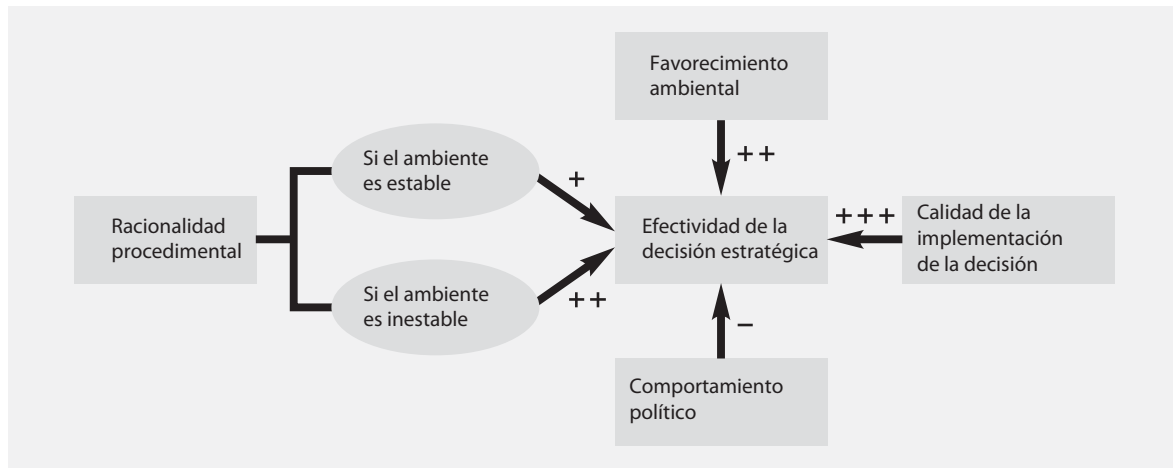 Favorecimiento
ambiental
++
Si el ambiente
es estable
+
Racionalidad
procedimental
Efectividad de la
decisión estratégica
+++
Calidad de la
implementación
de la decisión
Si el ambiente
es inestable
++
–
Comportamiento
político